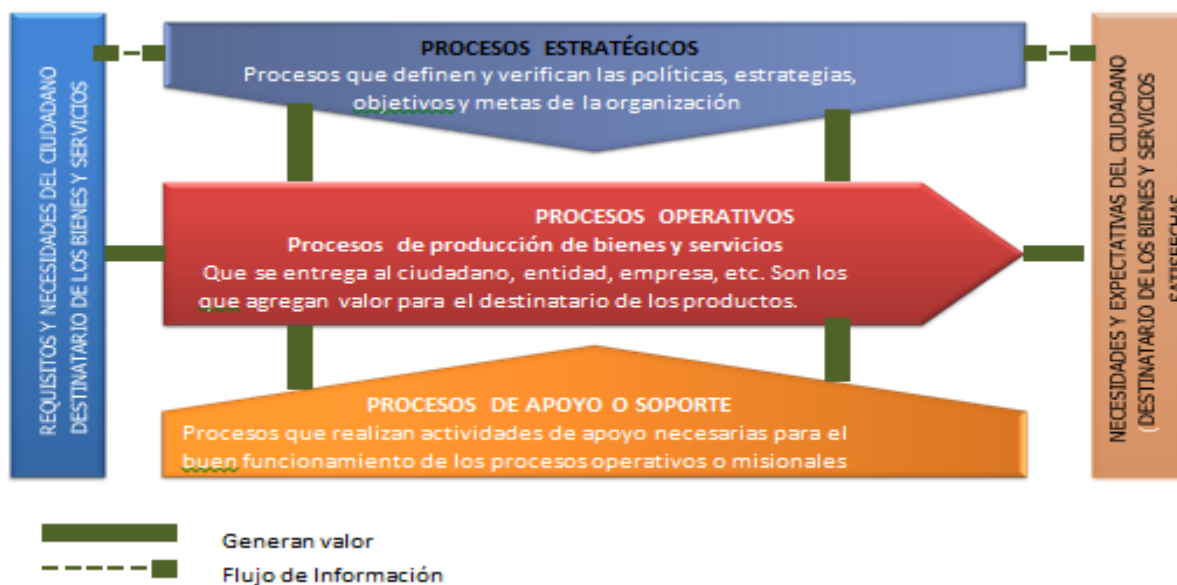 REQUISITOS Y NECESIDADES DEL CIUDADANO
DESTINATARIO DE LOS BIENES Y SERVICIOS
PROCESOS ESTRATÉGICOS
Procesos que definen y verifican las políticas, estrategias,
objetivos y metas de la organización
PROCESOS OPERATIVOS
Procesos de producción de bienes y servicios
Que se entrega al ciudadano, entidad, empresa, etc. Son los
que agregan valor para el destinatario de los productos.
PROCESOS DE APOYO O SOPORTE
Procesos que realizan actividades de apoyo necesarias para el
buen funcionamiento de los procesos operativos o misionales
NECESIDADES Y EXPECTATIVAS DEL CIUDADANO
(DESTINATARIO DE LOS BIENES Y SERVICIOS
Generan valor
Flujo de Información